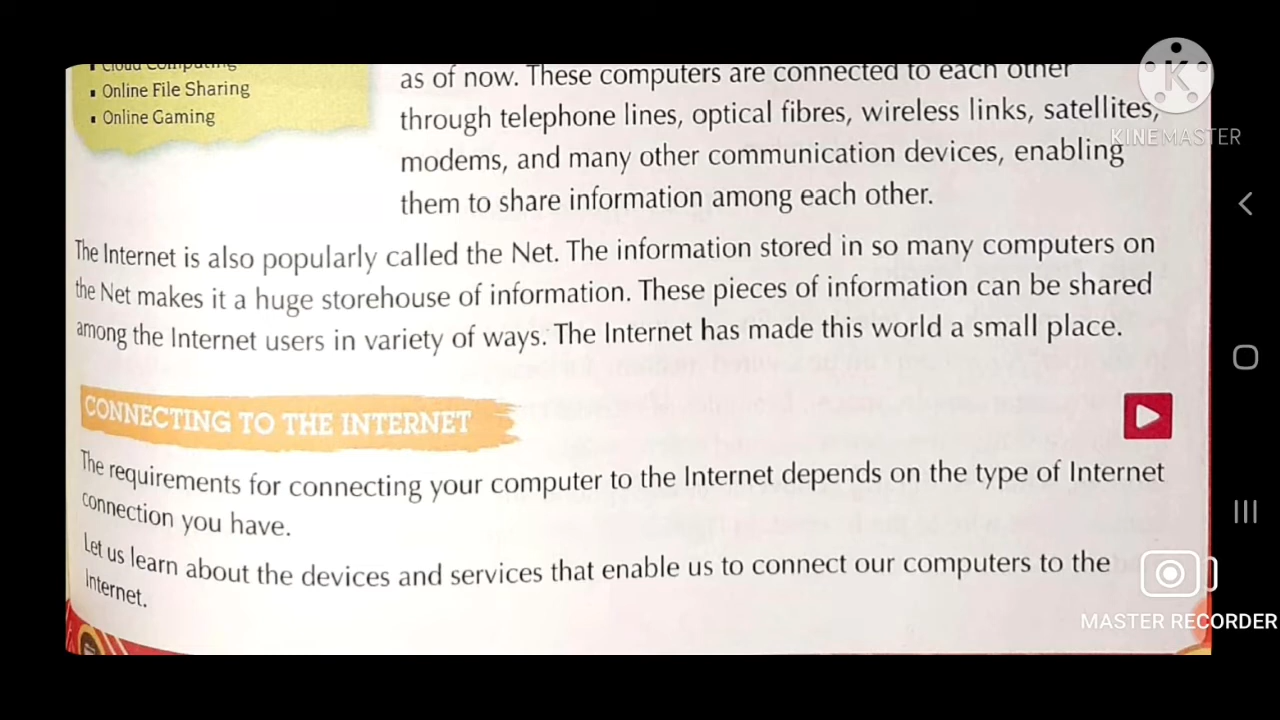 Cloud Computing
▪ Online File Sharing
▪ Online Gaming
as of now. These computers are connected to each other
through telephone lines, optical fibres, wireless links, satellites,
modems, and many other communication devices, enabling
them to share information among each other.
The Internet is also popularly called the Net. The information stored in so many computers on
the Net makes it a huge storehouse of information. These pieces of information can be shared
among the Internet users in variety of ways. The Internet has made this world a small place.
CONNECTING TO THE INTERNET
The requirements for connecting your computer to the Internet depends on the type of Internet
connection you have.
Let us learn about the devices and services that enable us to connect our computers to the
Internet.
K
KINEMASTER
MASTER RECORDER